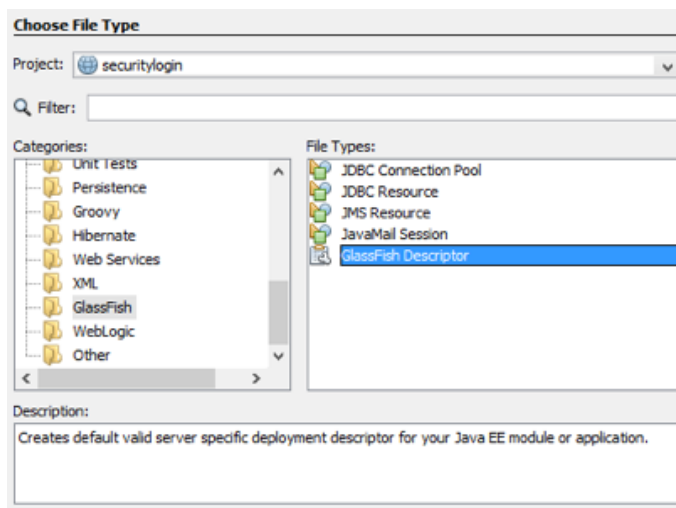 Choose File Type
Project: securitylogin
Filter:
Categories:
Unit Tests
Persistence
Groovy
Hibernate
Web Services
XML
GlassFish
WebLogic
Other
File Types:
JDBC Connection Pool
JDBC Resource
JMS Resource
JavaMail Session
GlassFish Descriptor
Description:
Creates default valid server specific deployment descriptor for your Java EE module or application.